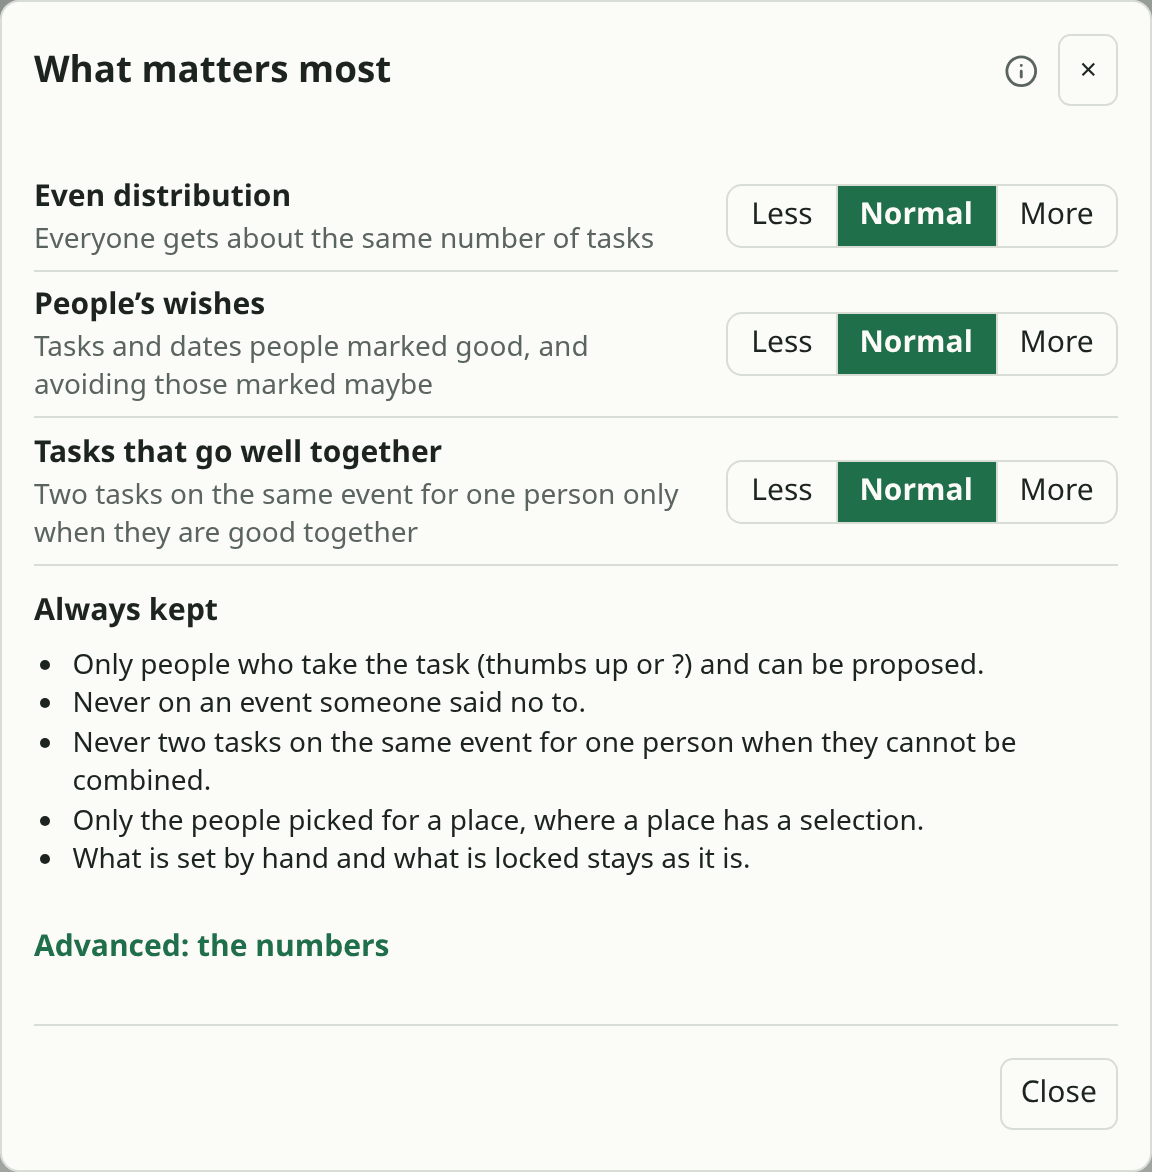 What matters most
×
Even distribution
Everyone gets about the same number of tasks
Less Normal More
People’s wishes
Tasks and dates people marked good, and
avoiding those marked maybe
Less Normal More
Tasks that go well together
Two tasks on the same event for one person only
when they are good together
Less Normal More
Always kept
• Only people who take the task (thumbs up or ?) and can be proposed.
• Never on an event someone said no to.
• Never two tasks on the same event for one person when they cannot be
combined.
• Only the people picked for a place, where a place has a selection.
• What is set by hand and what is locked stays as it is.
Advanced: the numbers
Close